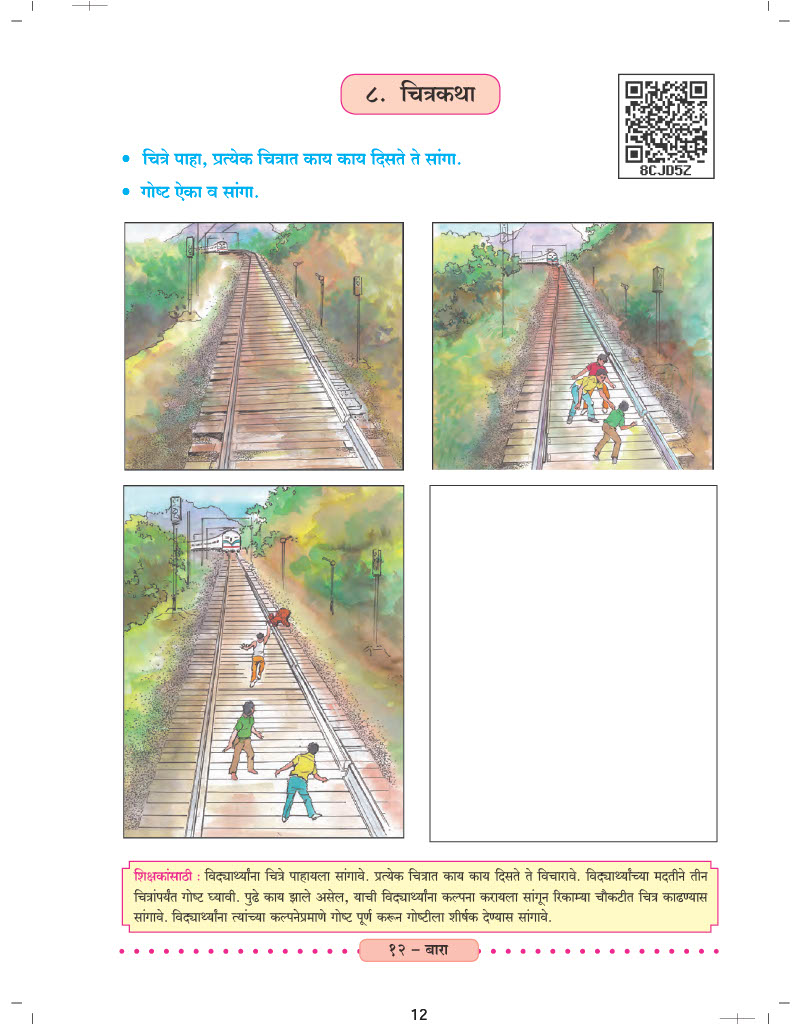 ८. चित्रकथा
8CJD5Z
• चित्रे पाहा, प्रत्येक चित्रात काय काय दिसते ते सांगा.
• गोष्ट ऐका व सांगा.
शिक्षकांसाठी : विद्यार्थ्यांना चित्रे पाहायला सांगावे. प्रत्येक चित्रात काय काय दिसते ते विचारावे. विद्यार्थ्यांच्या मदतीने तीन
चित्रांपर्यंत गोष्ट घ्यावी. पुढे काय झाले असेल, याची विद्यार्थ्यांना कल्पना करायला सांगून रिकाम्या चौकटीत चित्र काढण्यास
सांगावे. विद्यार्थ्यांना त्यांच्या कल्पनेप्रमाणे गोष्ट पूर्ण करून गोष्टीला शीर्षक देण्यास सांगावे.
१२ – बारा
12